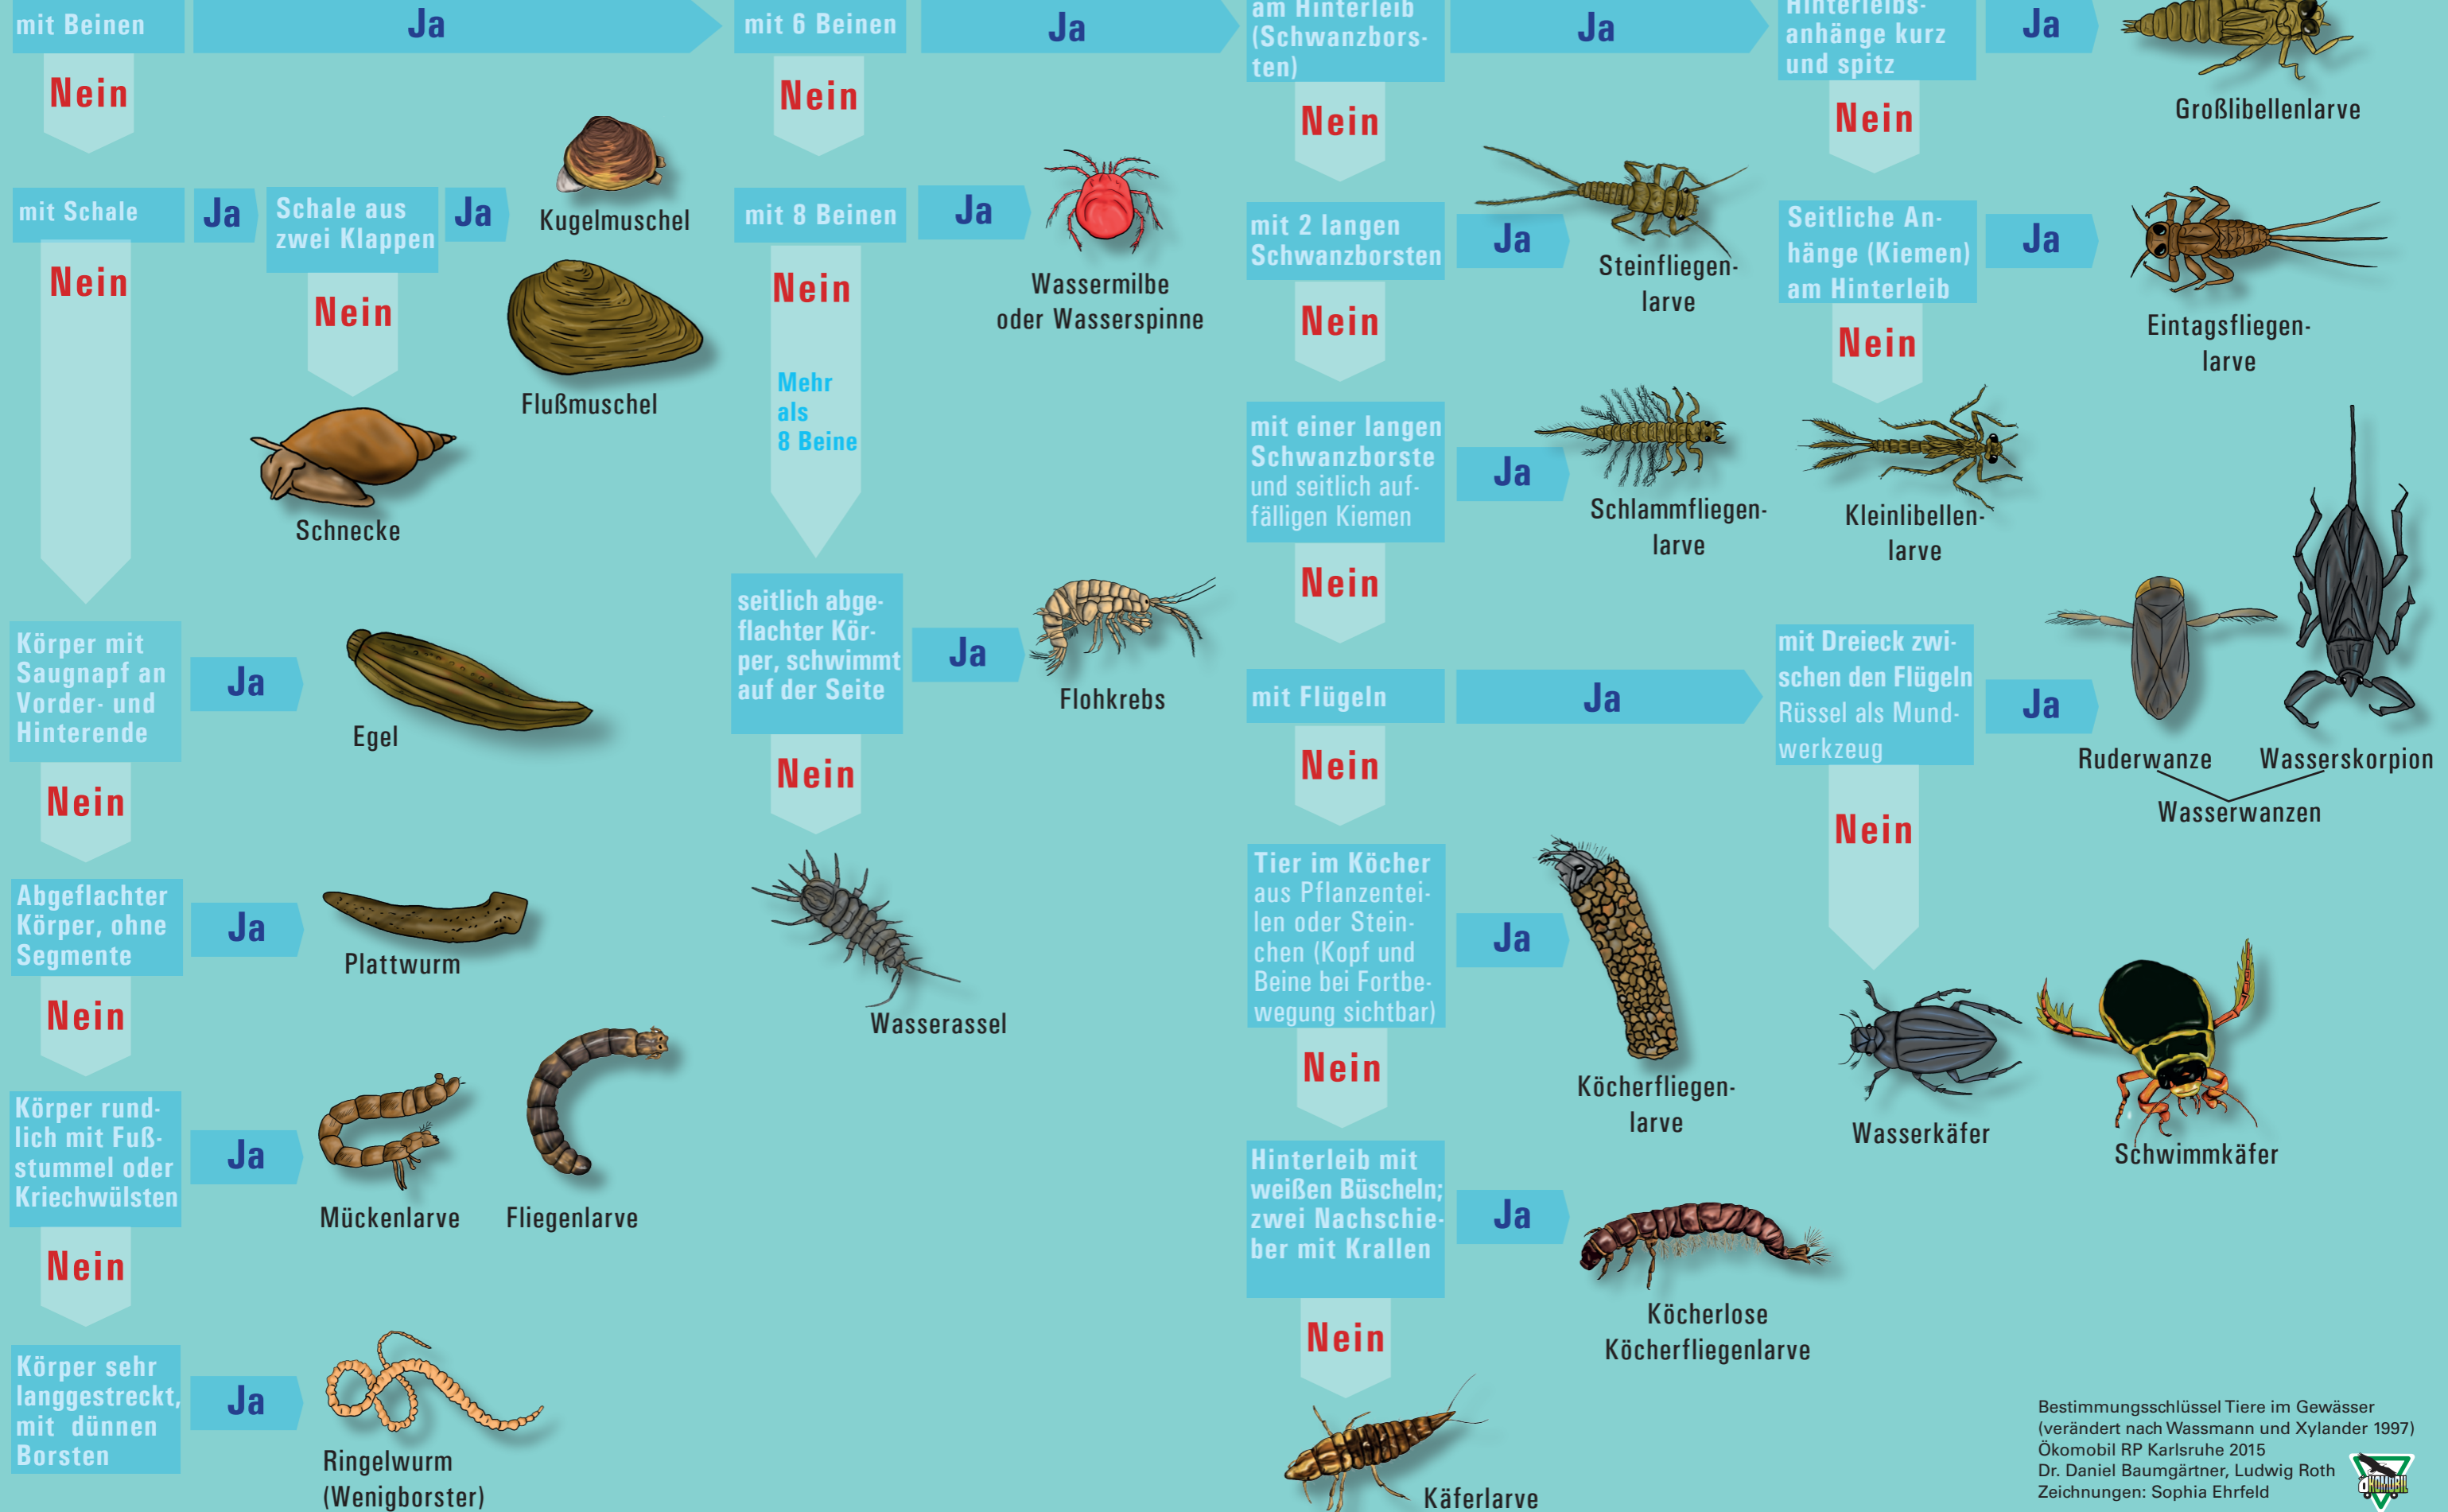 mit Beinen
Ja
mit 6 Beinen
Ja
am Hinterleib
(Schwanzbors-
ten)
Ja
Hinterleibs-
anhänge kurz
und spitz
Ja
Großlibellenlarve
Nein
Nein
Nein
Nein
mit Schale
Ja
Schale aus
zwei Klappen
Ja
Kugelmuschel
Flußmuschel
Nein
Nein
Schnecke
mit 8 Beinen
Ja
Wassermilbe
oder Wasserspinne
Nein
Mehr
als
8 Beine
mit 2 langen
Schwanzborsten
Ja
Steinfliegen-
larve
Nein
Seitliche An-
hänge (Kiemen)
am Hinterleib
Ja
Eintagsfliegen-
larve
Nein
Kleinlibellen-
larve
mit einer langen
Schwanzborste
und seitlich auf-
fälligen Kiemen
Ja
Schlammfliegen-
larve
Nein
Körper mit
Saugnapf an
Vorder- und
Hinterende
Ja
Egel
Nein
seitlich abge-
flachter Kör-
per, schwimmt
auf der Seite
Ja
Flohkrebs
Nein
Wasserassel
mit Flügeln
Ja
mit Dreieck zwi-
schen den Flügeln
Rüssel als Mund-
werkzeug
Ja
Ruderwanze
Wasserskorpion
Wasserwanzen
Nein
Nein
Wasserkäfer
Schwimmkäfer
Abgeflachter
Körper, ohne
Segmente
Ja
Plattwurm
Nein
Tier im Köcher
aus Pflanzentei-
len oder Stein-
chen (Kopf und
Beine bei Fortbe-
wegung sichtbar)
Ja
Köcherfliegen-
larve
Nein
Körper rund-
lich mit Fuß-
stummel oder
Kriechwülsten
Ja
Mückenlarve
Fliegenlarve
Nein
Hinterleib mit
weißen Büscheln;
zwei Nachschie-
ber mit Krallen
Ja
Köcherlose
Köcherfliegenlarve
Nein
Käferlarve
Körper sehr
langgestreckt,
mit dünnen
Borsten
Ja
Ringelwurm
(Wenigborster)
Bestimmungsschlüssel Tiere im Gewässer
(verändert nach Wassmann und Xylander 1997)
Ökomobil RP Karlsruhe 2015
Dr. Daniel Baumgärtner, Ludwig Roth
Zeichnungen: Sophia Ehrfeld
ÖKOMOBIL